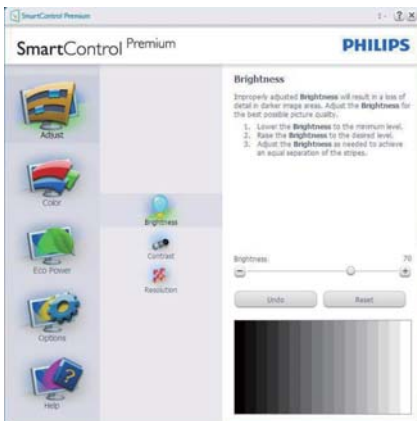 SmartControl Premium
SmartControl Premium
PHILIPS
Adjust
Color
Eco Power
Options
Help
Brightness
Contrast
Resolution
Brightness
Improperly adjusted Brightness will result in a loss of
detail in darker image areas. Adjust the Brightness for
the best possible picture quality.
1. Lower the Brightness to the minimum level.
2. Raise the Brightness to the desired level.
3. Adjust the Brightness as needed to achieve
an equal separation of the stripes.
Brightness: 70
Undo
Reset